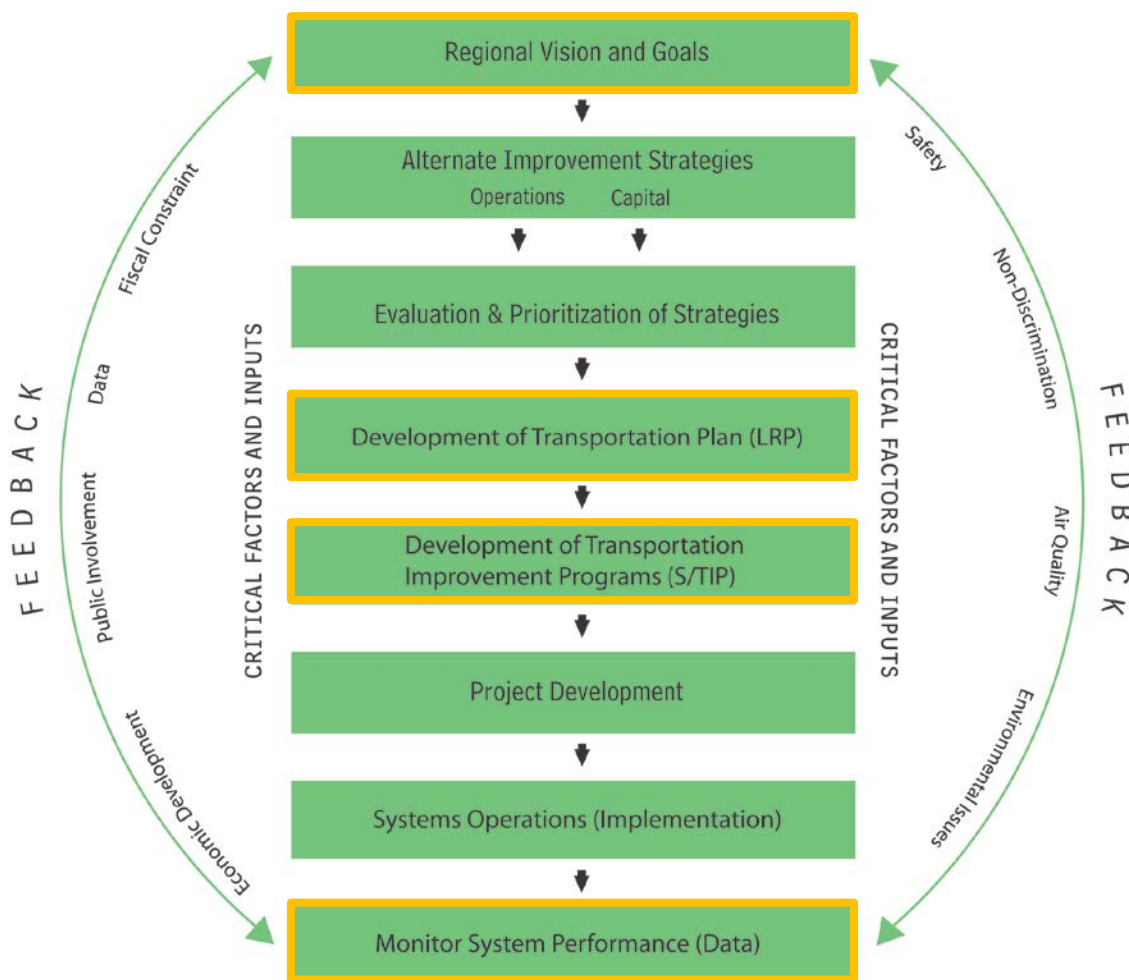 Regional Vision and Goals
Alternate Improvement Strategies
Operations Capital
Evaluation & Prioritization of Strategies
Development of Transportation Plan (LRP)
Development of Transportation
Improvement Programs (S/TIP)
Project Development
Systems Operations (Implementation)
Monitor System Performance (Data)
FEEDBACK
Fiscal Constraint
Data
Public Involvement
Economic Development
CRITICAL FACTORS AND INPUTS
CRITICAL FACTORS AND INPUTS
Safety
Non-Discrimination
Air Quality
Environmental Issues
FEEDBACK